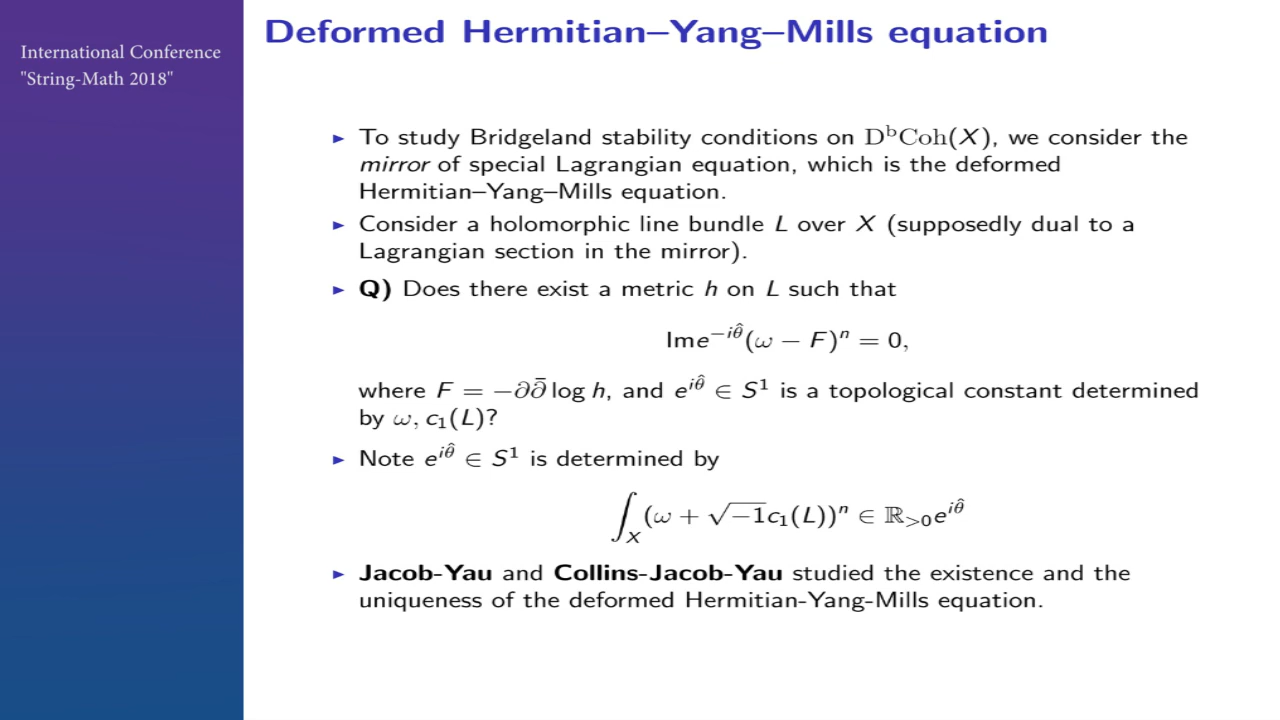 International Conference
"String-Math 2018"
Deformed Hermitian–Yang–Mills equation
► To study Bridgeland stability conditions on DᵇCoh(X), we consider the
mirror of special Lagrangian equation, which is the deformed
Hermitian–Yang–Mills equation.
► Consider a holomorphic line bundle L over X (supposedly dual to a
Lagrangian section in the mirror).
► Q) Does there exist a metric h on L such that
Im e^{-iθ̂}(ω − F)ⁿ = 0,
where F = −∂∂̄ log h, and e^{iθ̂} ∈ S¹ is a topological constant determined
by ω, c₁(L)?
► Note e^{iθ̂} ∈ S¹ is determined by
∫_X (ω + √−1c₁(L))ⁿ ∈ ℝ_{>0}e^{iθ̂}
► Jacob-Yau and Collins-Jacob-Yau studied the existence and the
uniqueness of the deformed Hermitian-Yang-Mills equation.